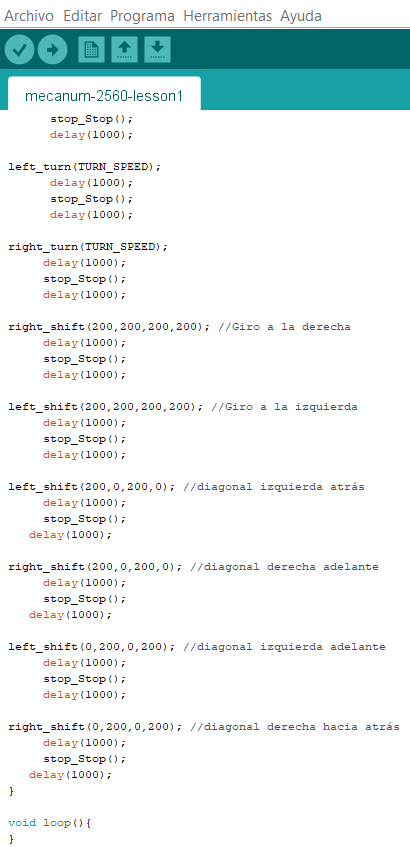 Archivo Editar Programa Herramientas Ayuda
mecanum-2560-lesson1
stop_Stop();
delay(1000);
left_turn(TURN_SPEED);
delay(1000);
stop_Stop();
delay(1000);
right_turn(TURN_SPEED);
delay(1000);
stop_Stop();
delay(1000);
right_shift(200,200,200,200); //Giro a la derecha
delay(1000);
stop_Stop();
delay(1000);
left_shift(200,200,200,200); //Giro a la izquierda
delay(1000);
stop_Stop();
delay(1000);
left_shift(200,0,200,0); //diagonal izquierda atrás
delay(1000);
stop_Stop();
delay(1000);
right_shift(200,0,200,0); //diagonal derecha adelante
delay(1000);
stop_Stop();
delay(1000);
left_shift(0,200,0,200); //diagonal izquierda adelante
delay(1000);
stop_Stop();
delay(1000);
right_shift(0,200,0,200); //diagonal derecha hacia atrás
delay(1000);
stop_Stop();
delay(1000);
}
void loop(){
}